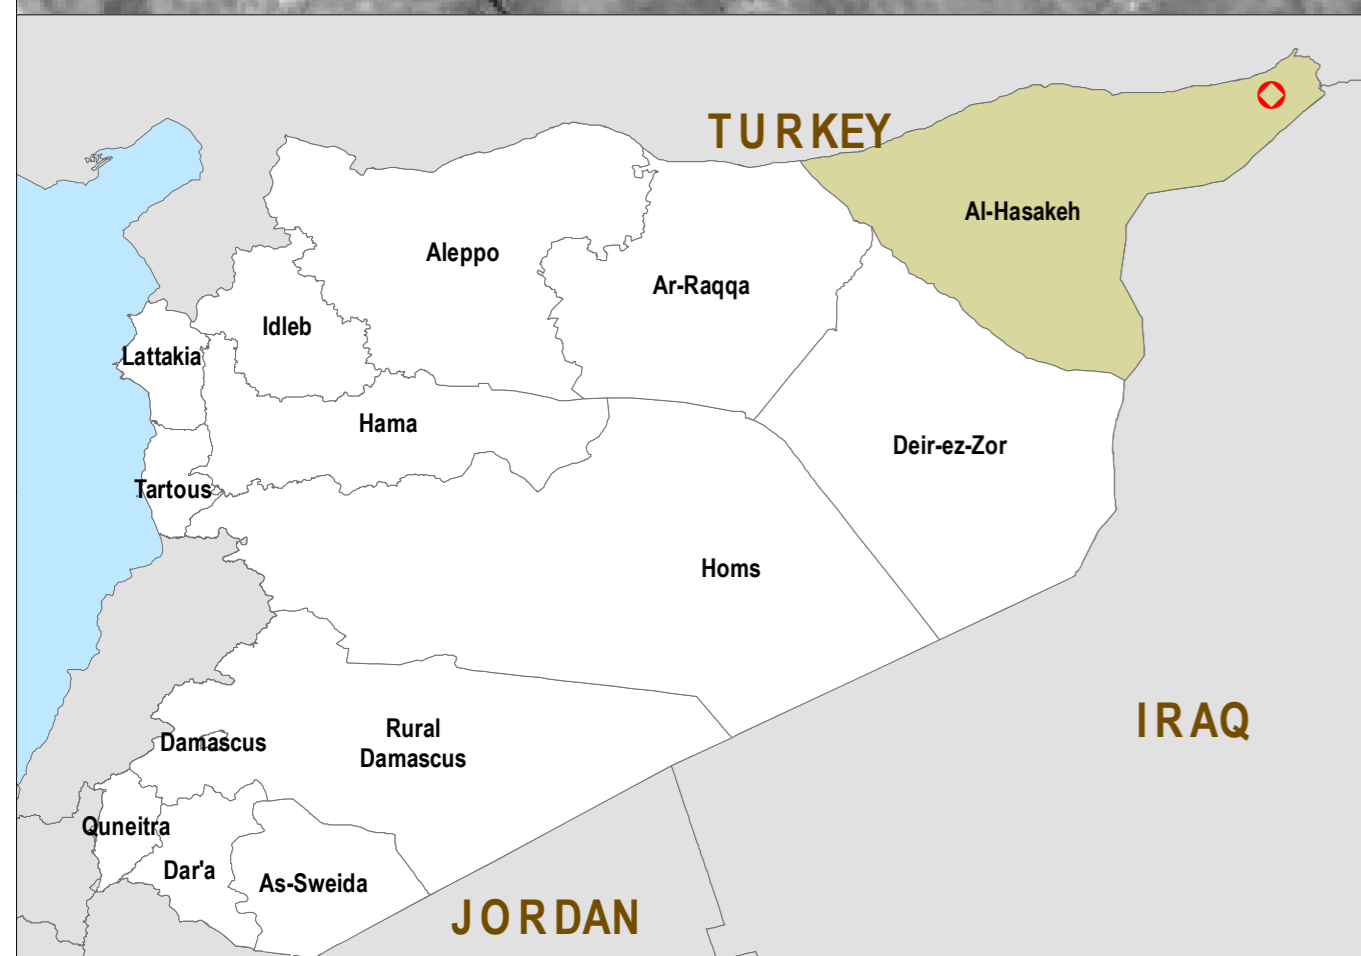 TURKEY
Al-Hasakeh
Aleppo
Ar-Raqqa
Idleb
Lattakia
Hama
Deir-ez-Zor
Tartous
Homs
IRAQ
Rural
Damascus
Damascus
Quneitra
Dar'a
As-Sweida
JORDAN